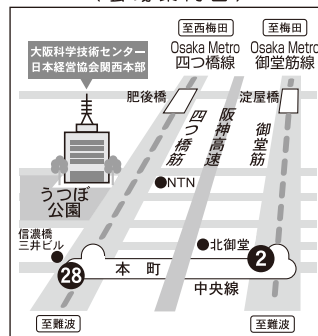 至西梅田
至梅田
Osaka Metro
四つ橋線
Osaka Metro
御堂筋線
大阪科学技術センター
日本経営協会関西本部
肥後橋
淀屋橋
四つ橋筋
阪神高速
御堂筋
うつぼ
公園
NTN
信濃橋
三井ビル
北御堂
28
本町
2
中央線
至難波
至難波